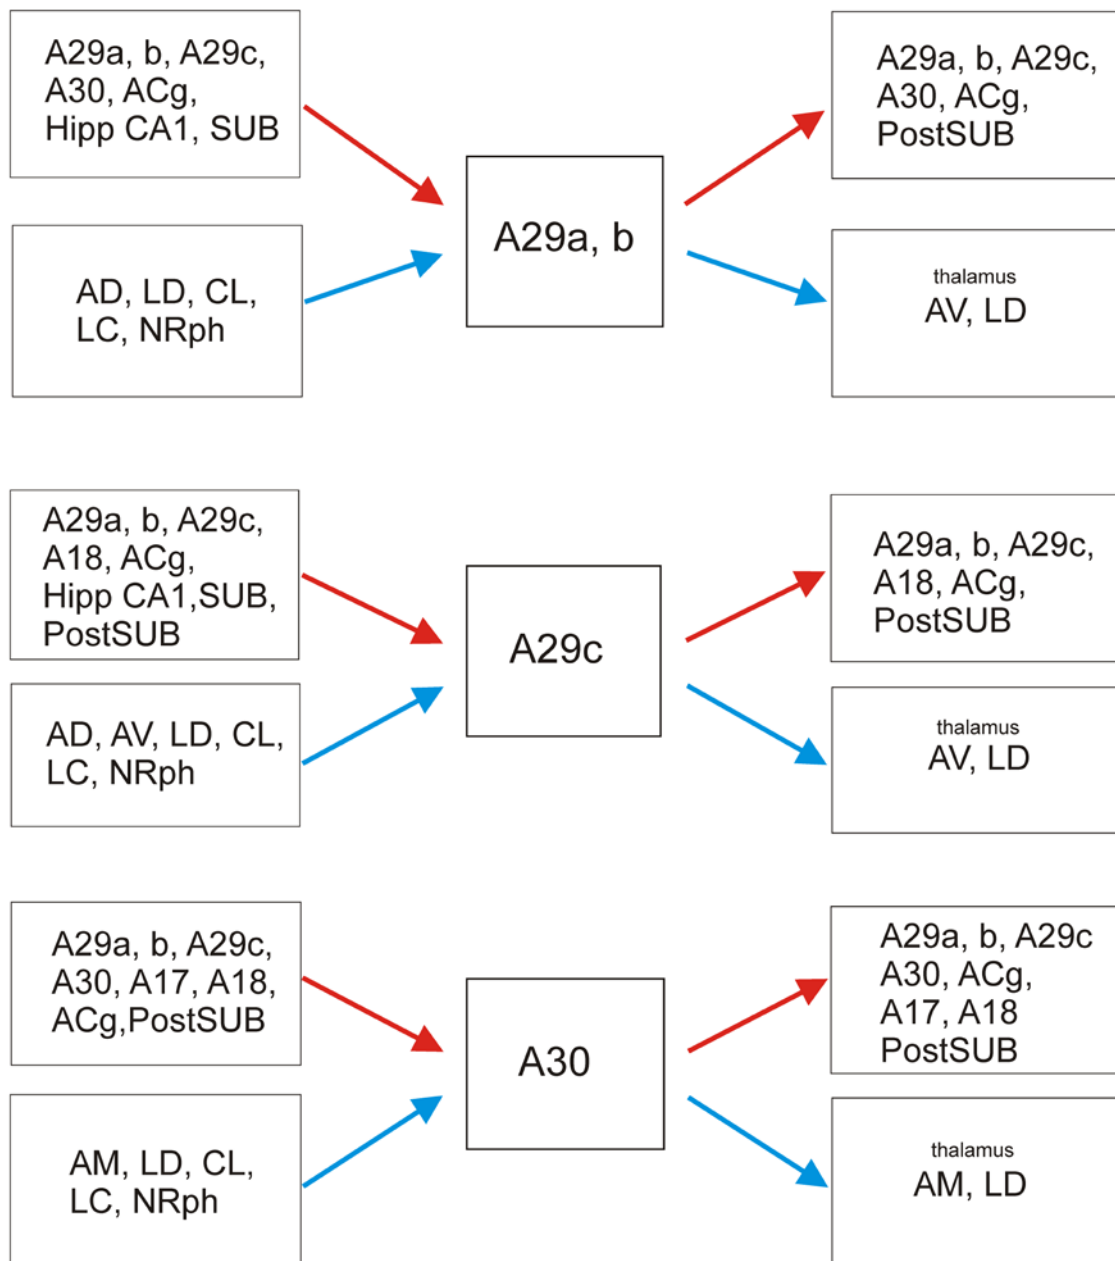 A29a, b, A29c,
A30, ACg,
Hipp CA1, SUB
AD, LD, CL,
LC, NRph
A29a, b
A29a, b, A29c,
A30, ACg,
PostSUB
thalamus
AV, LD
A29a, b, A29c,
A18, ACg,
Hipp CA1,SUB,
PostSUB
AD, AV, LD, CL,
LC, NRph
A29c
A29a, b, A29c,
A18, ACg,
PostSUB
thalamus
AV, LD
A29a, b, A29c,
A30, A17, A18,
ACg,PostSUB
AM, LD, CL,
LC, NRph
A30
A29a, b, A29c
A30, ACg,
A17, A18
PostSUB
thalamus
AM, LD